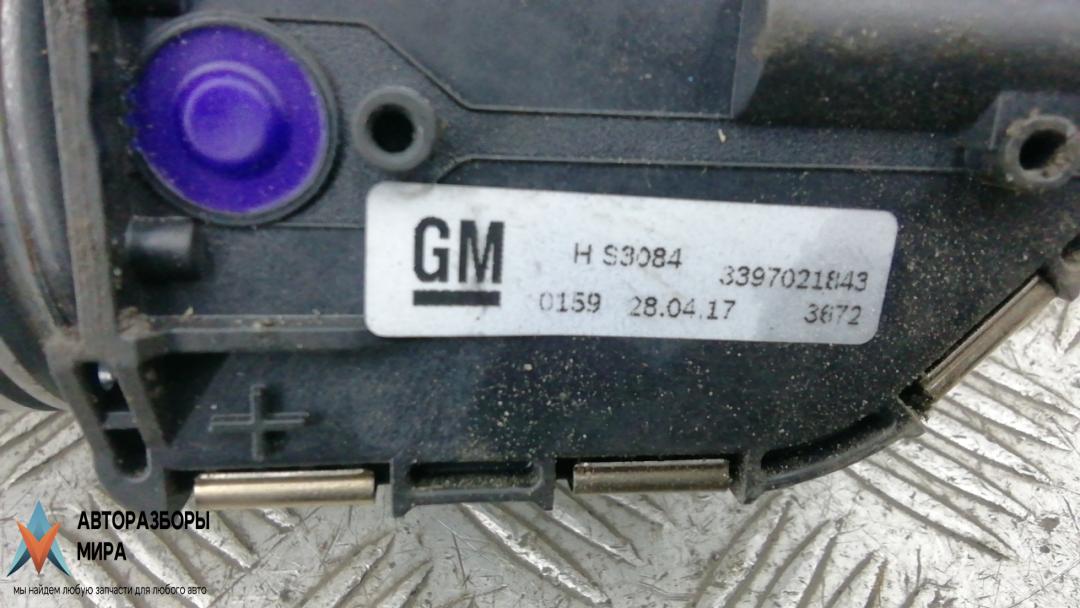 GM
H S3084
3397021843
0159 28.04.17 3672
АВТОРАЗБОРЫ
МИРА
мы найдем любую запчасти для любого авто